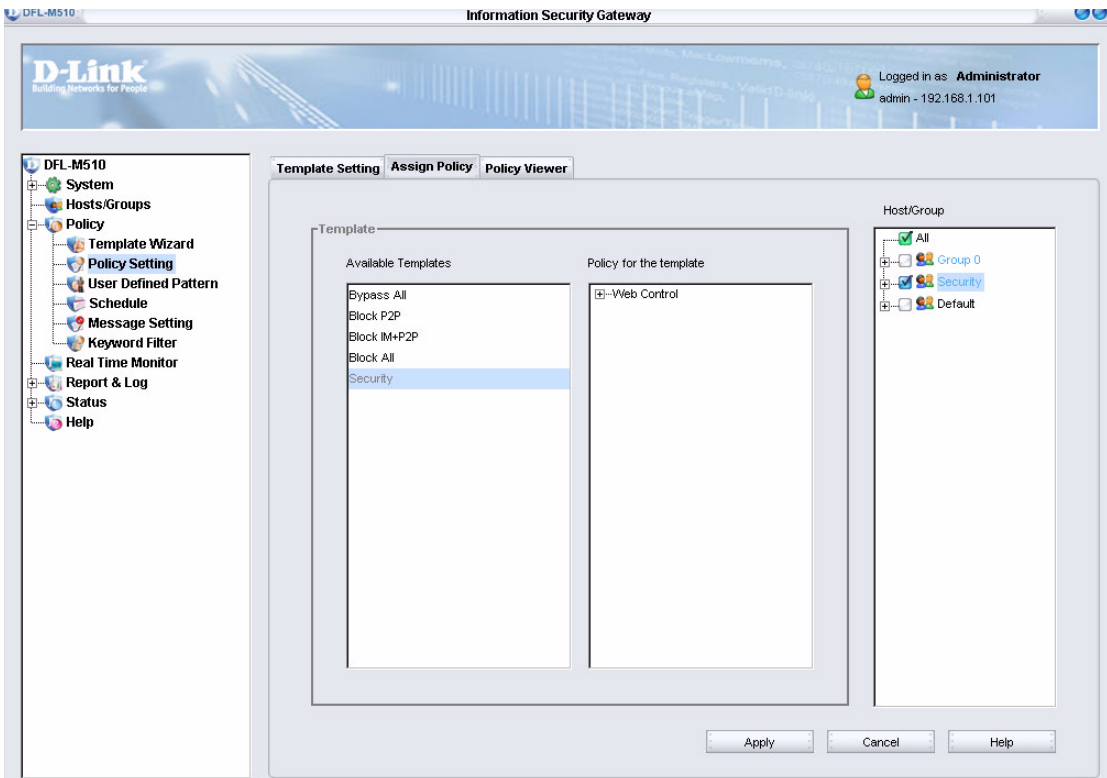 DFL-M510
Information Security Gateway
D-Link
Building Networks for People
Logged in as Administrator
admin - 192.168.1.101
DFL-M510
System
Hosts/Groups
Policy
Template Wizard
Policy Setting
User Defined Pattern
Schedule
Message Setting
Keyword Filter
Real Time Monitor
Report & Log
Status
Help
Template Setting Assign Policy Policy Viewer
Template
Available Templates
Bypass All
Block P2P
Block IM+P2P
Block All
Security
Policy for the template
Web Control
Host/Group
All
Group 0
Security
Default
Apply Cancel Help